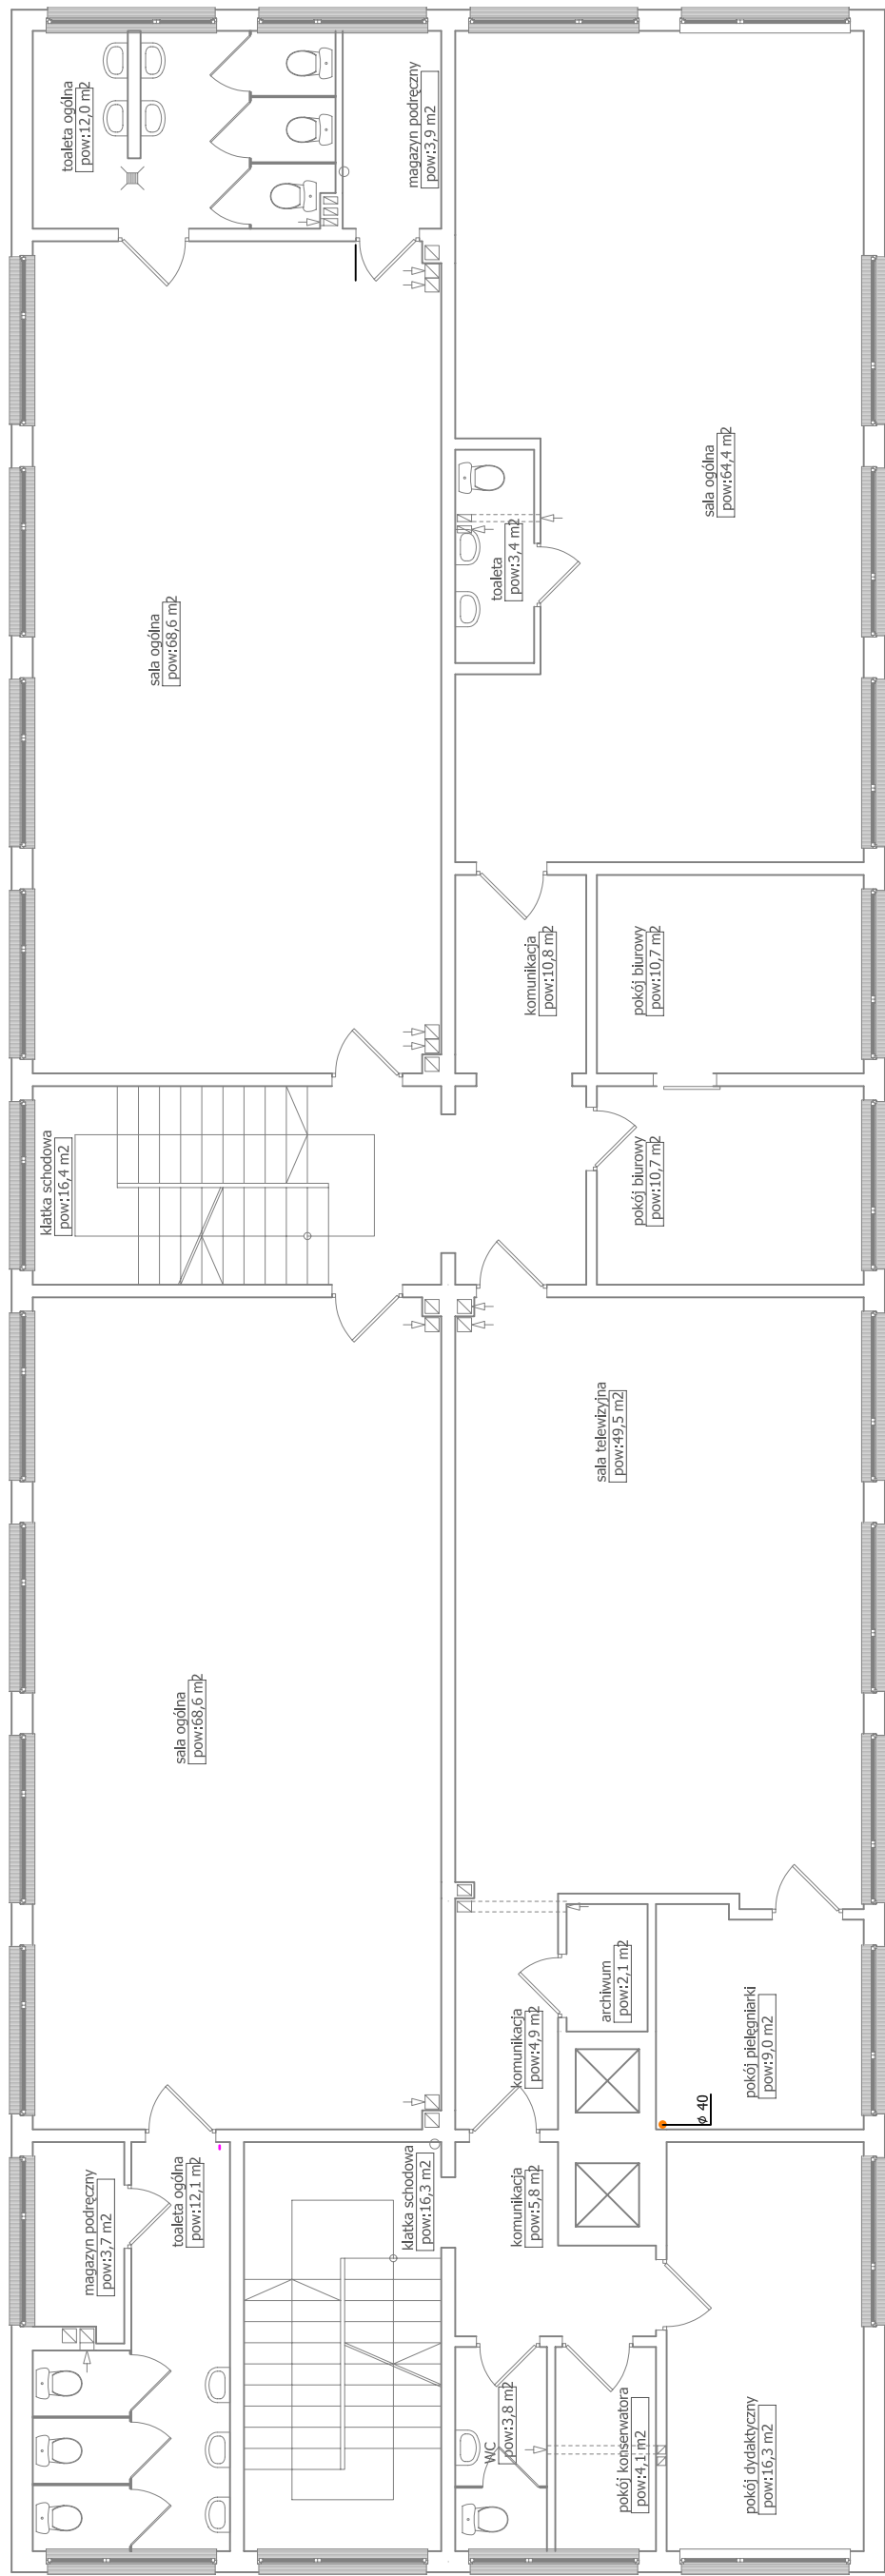 toaleta ogólna
pow:12,0 m2
magazyn podręczny
pow:3,9 m2
sala ogólna
pow:68,6 m2
sala ogólna
pow:64,4 m2
toaleta
pow:3,4 m2
komunikacja
pow:10,8 m2
pokój biurowy
pow:10,7 m2
klatka schodowa
pow:16,4 m2
pokój biurowy
pow:10,7 m2
sala telewizyjna
pow:49,5 m2
sala ogólna
pow:68,6 m2
archiwum
pow:2,1 m2
komunikacja
pow:4,9 m2
pokój pielęgniarki
pow:9,0 m2
ø 40
magazyn podręczny
pow:3,7 m2
toaleta ogólna
pow:12,1 m2
klatka schodowa
pow:16,3 m2
komunikacja
pow:5,8 m2
WC
pow:3,8 m2
pokój konserwatora
pow:4,1 m2
pokój dydaktyczny
pow:16,3 m2